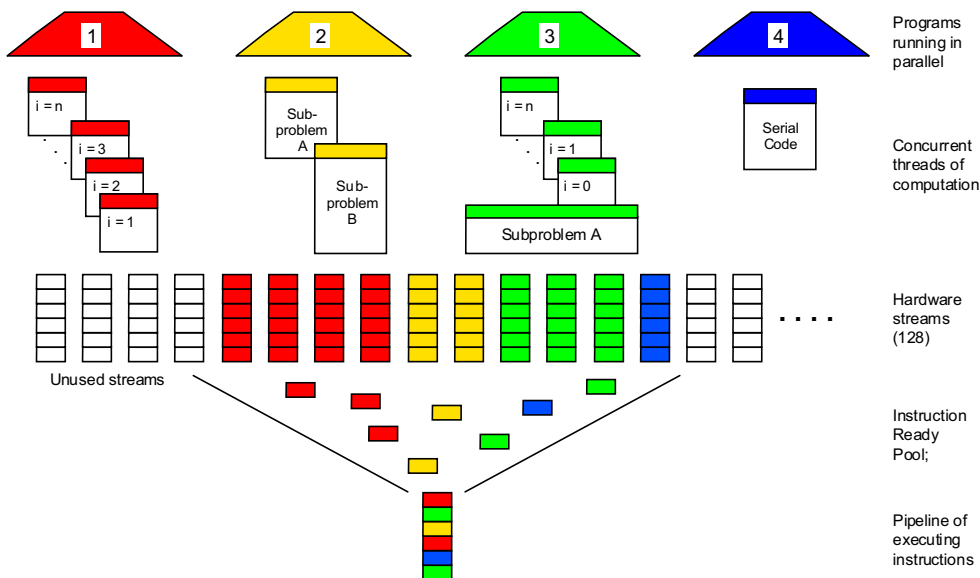 1
2
3
4
Programs
running in
parallel
i = n
. . .
i = 3
i = 2
i = 1
Sub-
problem
A
Sub-
problem
B
i = n
. . .
i = 1
i = 0
Subproblem A
Serial
Code
Concurrent
threads of
computation
. . . .
Hardware
streams
(128)
Unused streams
Instruction
Ready
Pool;
Pipeline of
executing
instructions